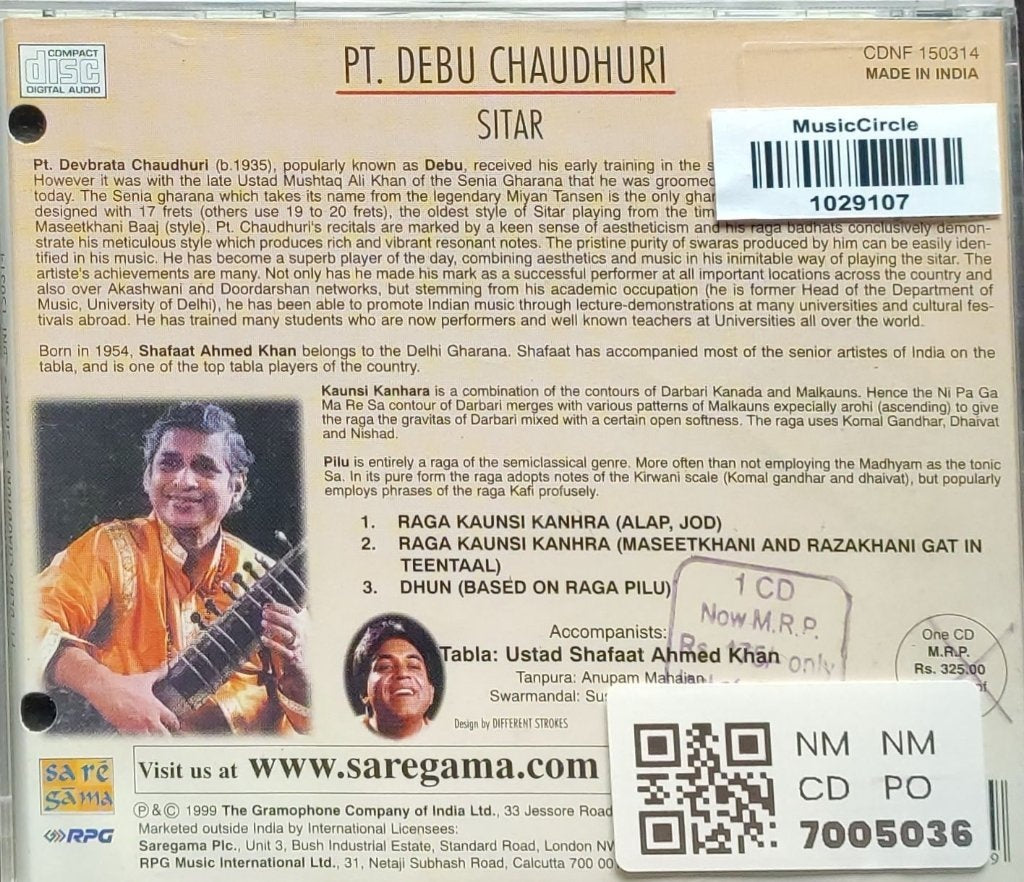 COMPACT
disc
DIGITAL AUDIO
PT. DEBU CHAUDHURI
SITAR
CDNF 150314
MADE IN INDIA
MusicCircle
1029107
Pt. Devbrata Chaudhuri (b.1935), popularly known as Debu, received his early training in the s
However it was with the late Ustad Mushtaq Ali Khan of the Senia Gharana that he was groomed
today. The Senia gharana which takes its name from the legendary Miyan Tansen is the only ghar
designed with 17 frets (others use 19 to 20 frets), the oldest style of Sitar playing from the tim
Maseetkhani Baaj (style). Pt. Chaudhuri's recitals are marked by a keen sense of aestheticism and his raga badhats conclusively demon-
strate his meticulous style which produces rich and vibrant resonant notes. The pristine purity of swaras produced by him can be easily iden-
tified in his music. He has become a superb player of the day, combining aesthetics and music in his inimitable way of playing the sitar. The
artiste's achievements are many. Not only has he made his mark as a successful performer at all important locations across the country and
also over Akashwani and Doordarshan networks, but stemming from his academic occupation (he is former Head of the Department of
Music, University of Delhi), he has been able to promote Indian music through lecture-demonstrations at many universities and cultural fes-
tivals abroad. He has trained many students who are now performers and well known teachers at Universities all over the world.
Born in 1954, Shafaat Ahmed Khan belongs to the Delhi Gharana. Shafaat has accompanied most of the senior artistes of India on the
tabla, and is one of the top tabla players of the country.
Kaunsi Kanhara is a combination of the contours of Darbari Kanada and Malkauns. Hence the Ni Pa Ga
Ma Re Sa contour of Darbari merges with various patterns of Malkauns expecially arohi (ascending) to give
the raga the gravitas of Darbari mixed with a certain open softness. The raga uses Komal Gandhar, Dhaivat
and Nishad.
Pilu is entirely a raga of the semiclassical genre. More often than not employing the Madhyam as the tonic
Sa. In its pure form the raga adopts notes of the Kirwani scale (Komal gandhar and dhaivat), but popularly
employs phrases of the raga Kafi profusely.
1. RAGA KAUNSI KANHRA (ALAP, JOD)
2. RAGA KAUNSI KANHRA (MASEETKHANI AND RAZAKHANI GAT IN
TEENTAAL)
3. DHUN (BASED ON RAGA PILU)
1 CD
Now M.R.P.
Rs. only
Accompanists:
Tabla: Ustad Shafaat Ahmed Khan
Tanpura: Anupam Mahajan
Swarmandal: Su
Design by DIFFERENT STROKES
One CD
M.R.P.
Rs. 325.00
sa rē
gāma
RPG
Visit us at www.saregama.com
Ⓟ & © 1999 The Gramophone Company of India Ltd., 33 Jessore Road
Marketed outside India by International Licensees:
Saregama Plc., Unit 3, Bush Industrial Estate, Standard Road, London NW
RPG Music International Ltd., 31, Netaji Subhash Road, Calcutta 700 00
NM NM
CD PO
7005036
9